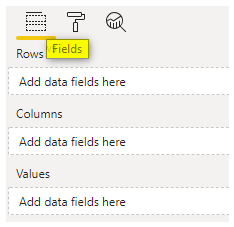 Fields
Rows
Add data fields here
Columns
Add data fields here
Values
Add data fields here